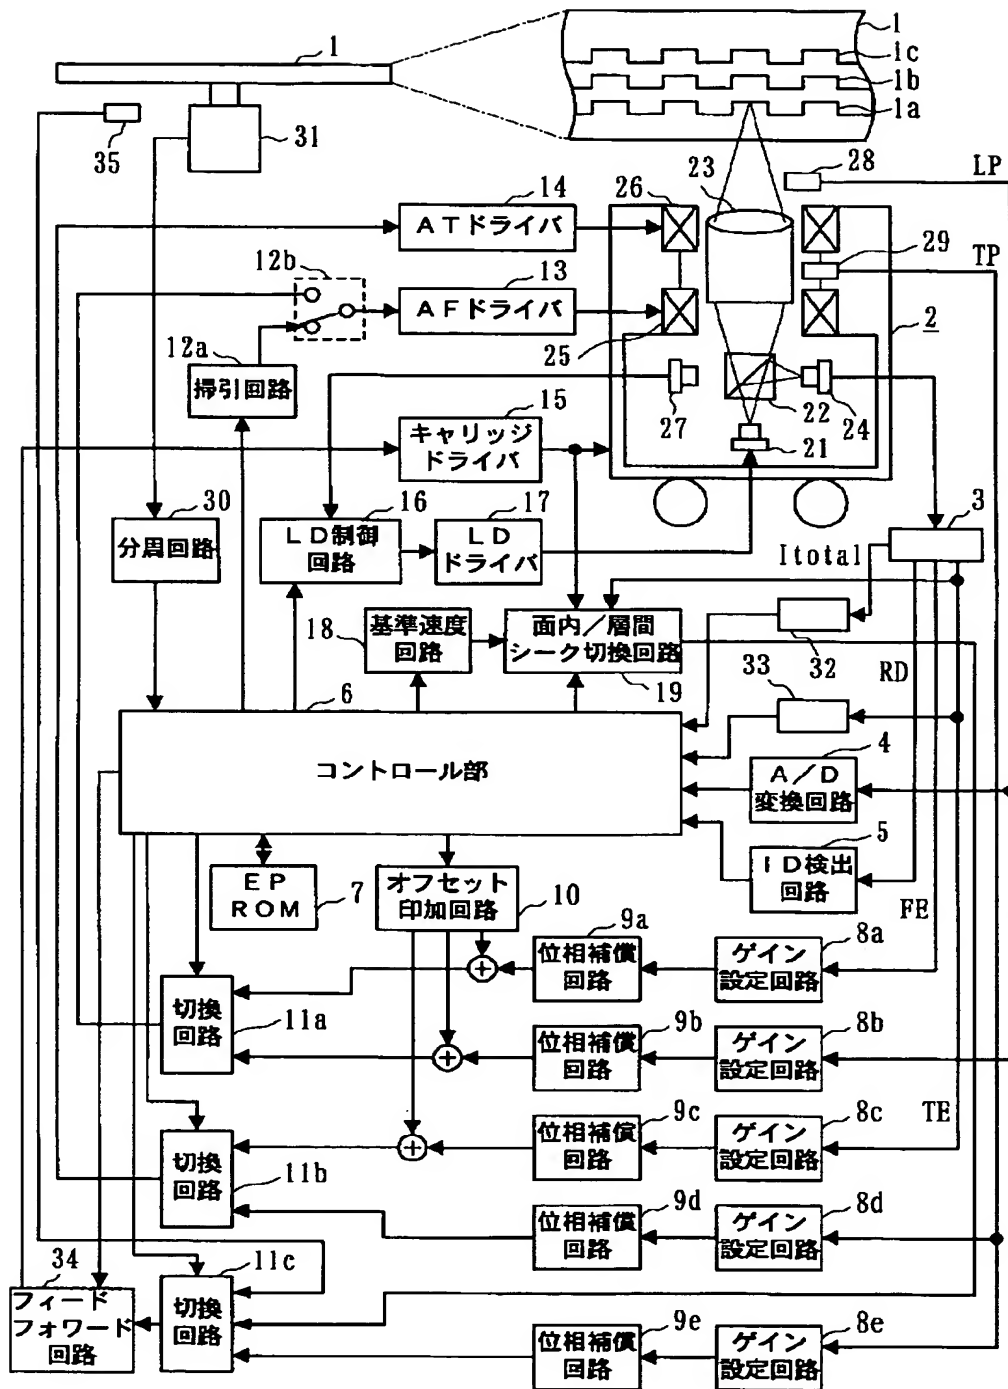 1
1
1c
1b
1a
35
31
28
LP
23
26
14
ATドライバ
29
TP
12b
13
AFドライバ
25
2
12a
掃引回路
27
22
24
15
キャリッジ
ドライバ
21
30
分周回路
16
LD制御
回路
17
LD
ドライバ
3
Itotal
18
基準速度
回路
面内／層間
シーク切換回路
19
32
RD
33
6
コントロール部
4
A／D
変換回路
5
ID検出
回路
EP
ROM
7
オフセット
印加回路
10
FE
9a
位相補償
回路
8a
ゲイン
設定回路
切換
回路
11a
9b
位相補償
回路
8b
ゲイン
設定回路
TE
9c
位相補償
回路
8c
ゲイン
設定回路
切換
回路
11b
9d
位相補償
回路
8d
ゲイン
設定回路
34
フィード
フォワード
回路
11c
切換
回路
9e
位相補償
回路
8e
ゲイン
設定回路